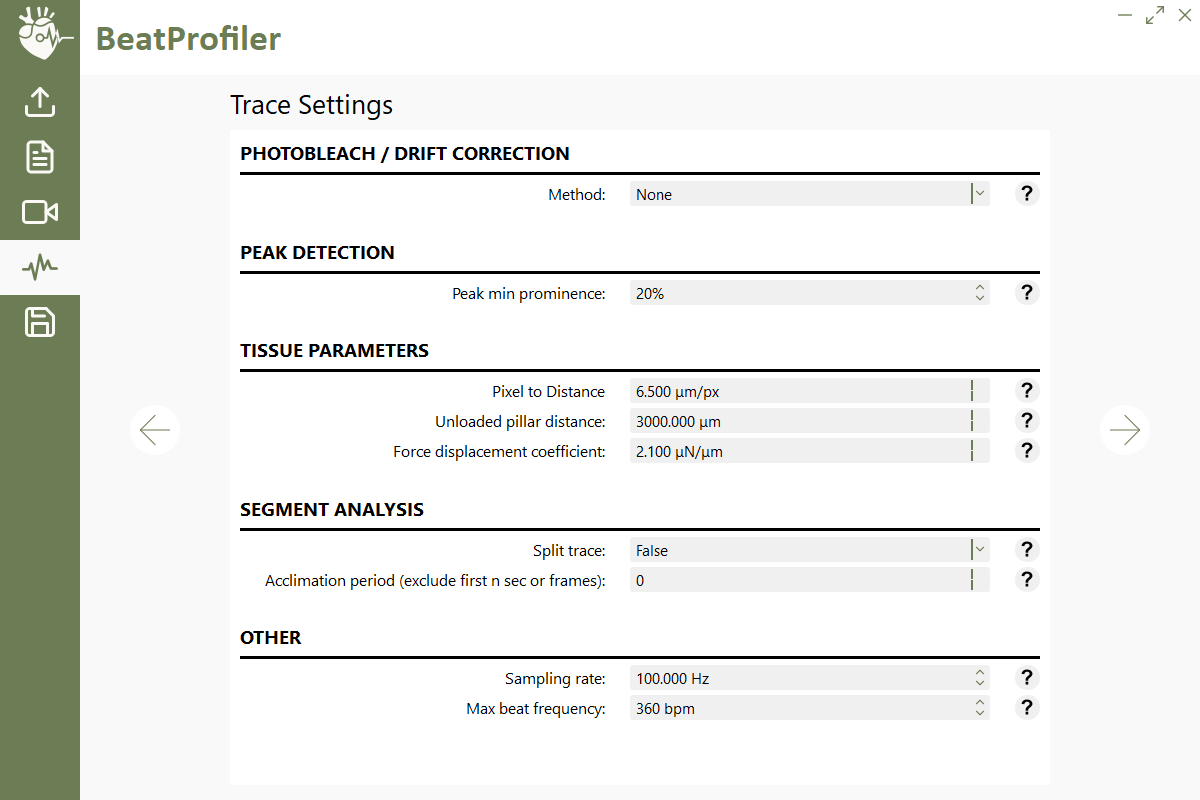 BeatProfiler
Trace Settings
PHOTOBLEACH / DRIFT CORRECTION
Method: None ?
PEAK DETECTION
Peak min prominence: 20% ?
TISSUE PARAMETERS
Pixel to Distance 6.500 µm/px ?
Unloaded pillar distance: 3000.000 µm ?
Force displacement coefficient: 2.100 µN/µm ?
SEGMENT ANALYSIS
Split trace: False ?
Acclimation period (exclude first n sec or frames): 0 ?
OTHER
Sampling rate: 100.000 Hz ?
Max beat frequency: 360 bpm ?